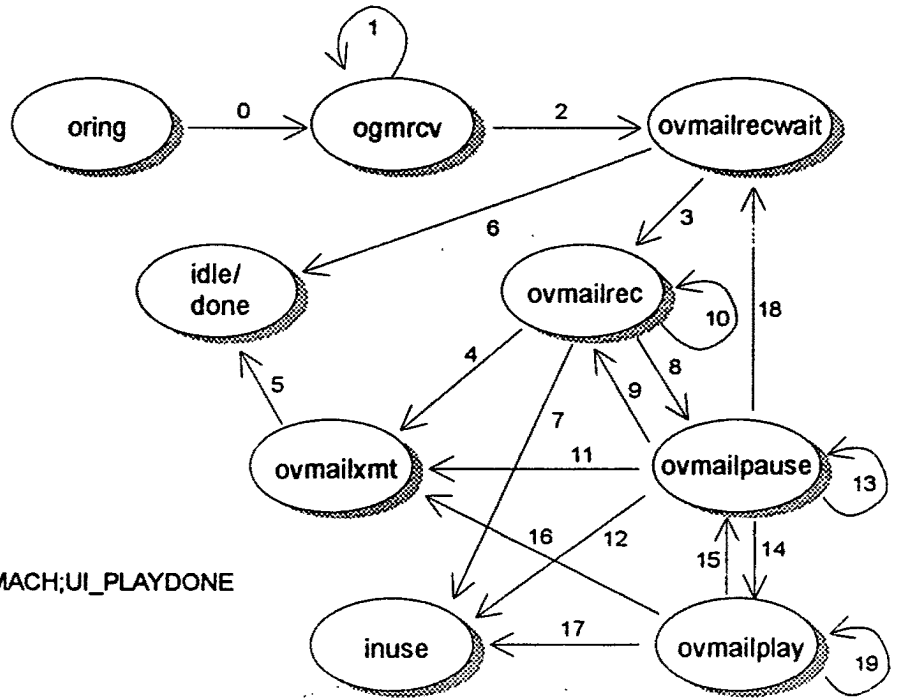 1
0
2
oring
ogmrcv
ovmailrecwait
6
3
idle/
done
ovmailrec
10
18
4
8
5
9
7
ovmailxmt
11
ovmailpause
13
16
12
15
14
MACH;UI_PLAYDONE
17
inuse
ovmailplay
19